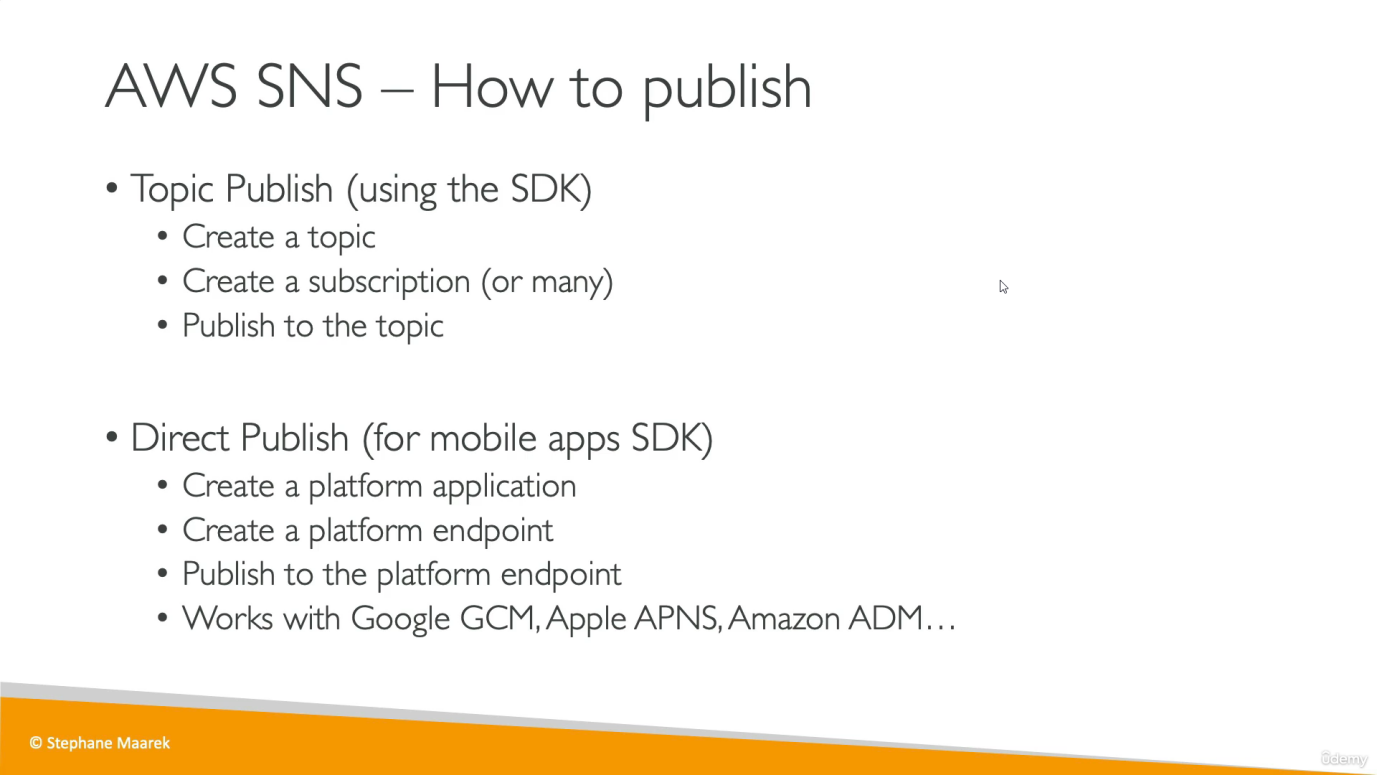 AWS SNS – How to publish
• Topic Publish (using the SDK)
• Create a topic
• Create a subscription (or many)
• Publish to the topic
• Direct Publish (for mobile apps SDK)
• Create a platform application
• Create a platform endpoint
• Publish to the platform endpoint
• Works with Google GCM, Apple APNS, Amazon ADM…
© Stephane Maarek
ûdemy